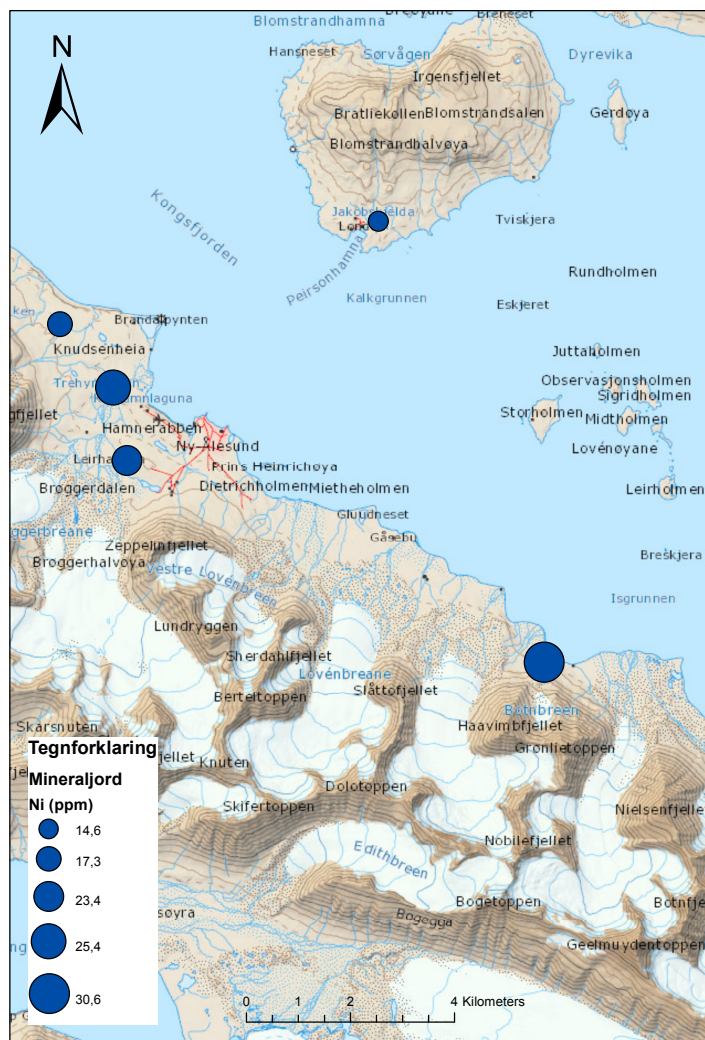 Blomstrandhamna
Breneset
Hansneset
Sørvågen
Dyrevika
N
Irgensfjellet
Bratliekollen
Blomstrandsalen
Gerdøya
Blomstrandhalvøya
Kongsfjorden
Tviskjera
Peirsonhamna
Rundholmen
Kalkgrunnen
Eskjeret
Brandalpynten
Knudsenheia
Juttaholmen
Observasjonsholmen
Sigridholmen
Storholmen
Midtholmen
Hamnerabben
Ny-Ålesund
Lovénøyane
Prins Heinrichøya
Brøggerdalen
Dietrichholmen
Mietheholmen
Leirholmen
Gluudneset
Gåsebu
Zeppelinfjellet
Breskjera
Brøggerhalvøya
Vestre Lovénbreen
Isgrunnen
Lundryggen
Sherdahlfjellet
Lovénbreane
Slåttofjellet
Berteltoppen
Botnbreen
Haavimbfjellet
Skarsnuten
Grønlietoppen
Tegnforklaring
Knuten
Mineraljord
Dolotoppen
Ni (ppm)
Skifertoppen
14,6
Nobilefjellet
17,3
Edithbreen
23,4
Bogetoppen
Bogegga
25,4
Geelmuydentoppen
30,6
0 1 2 4 Kilometers